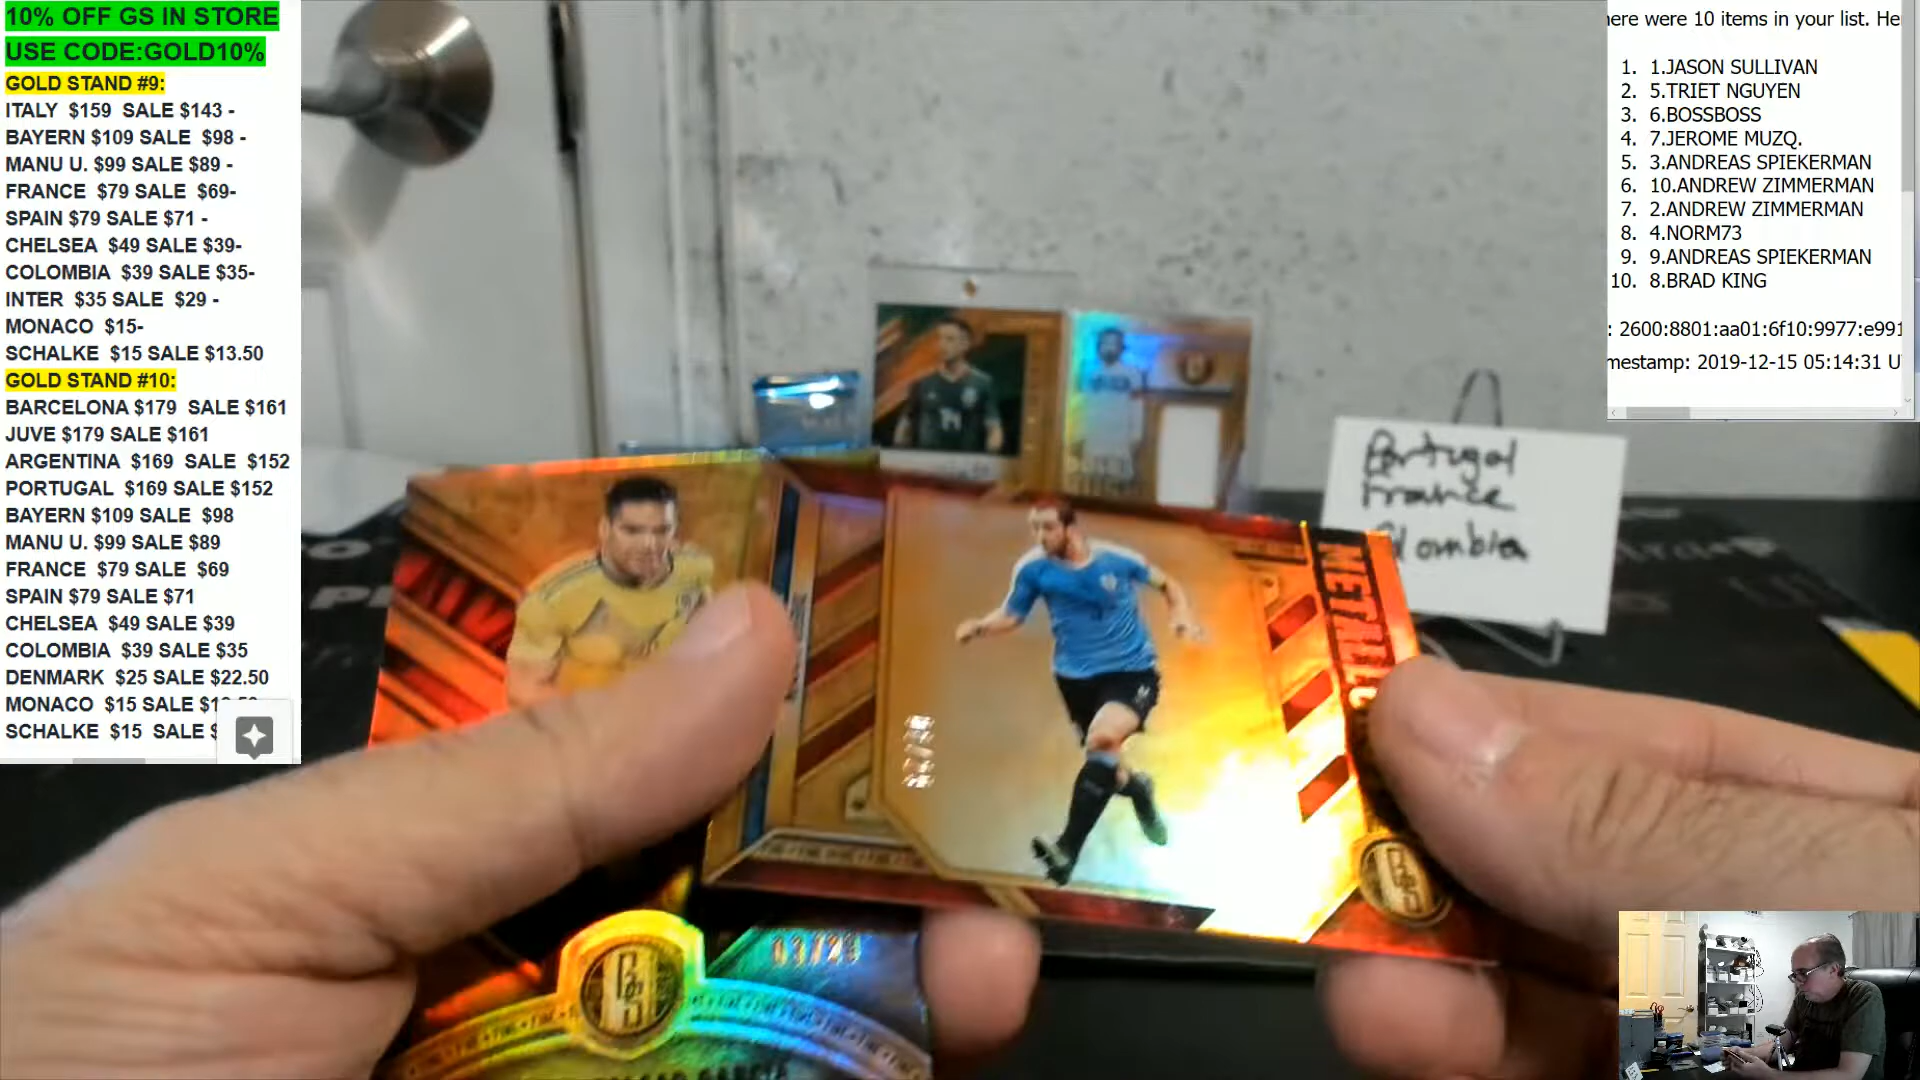 10% OFF GS IN STORE
USE CODE:GOLD10%
GOLD STAND #9:
ITALY $159 SALE $143 -
BAYERN $109 SALE $98 -
MANU U. $99 SALE $89 -
FRANCE $79 SALE $69-
SPAIN $79 SALE $71 -
CHELSEA $49 SALE $39-
COLOMBIA $39 SALE $35-
INTER $35 SALE $29 -
MONACO $15-
SCHALKE $15 SALE $13.50
GOLD STAND #10:
BARCELONA $179 SALE $161
JUVE $179 SALE $161
ARGENTINA $169 SALE $152
PORTUGAL $169 SALE $152
BAYERN $109 SALE $98
MANU U. $99 SALE $89
FRANCE $79 SALE $69
SPAIN $79 SALE $71
CHELSEA $49 SALE $39
COLOMBIA $39 SALE $35
DENMARK $25 SALE $22.50
MONACO $15 SALE
SCHALKE $15 SALE $
ere were 10 items in your list. He
1. 1.JASON SULLIVAN
2. 5.TRIET NGUYEN
3. 6.BOSSBOSS
4. 7.JEROME MUZQ.
5. 3.ANDREAS SPIEKERMAN
6. 10.ANDREW ZIMMERMAN
7. 2.ANDREW ZIMMERMAN
8. 4.NORM73
9. 9.ANDREAS SPIEKERMAN
10. 8.BRAD KING
: 2600:8801:aa01:6f10:9977:e991
mestamp: 2019-12-15 05:14:31 U
Portugal
France
Colombia
14
METALLIC
GS
03/25
GS
GARCIA